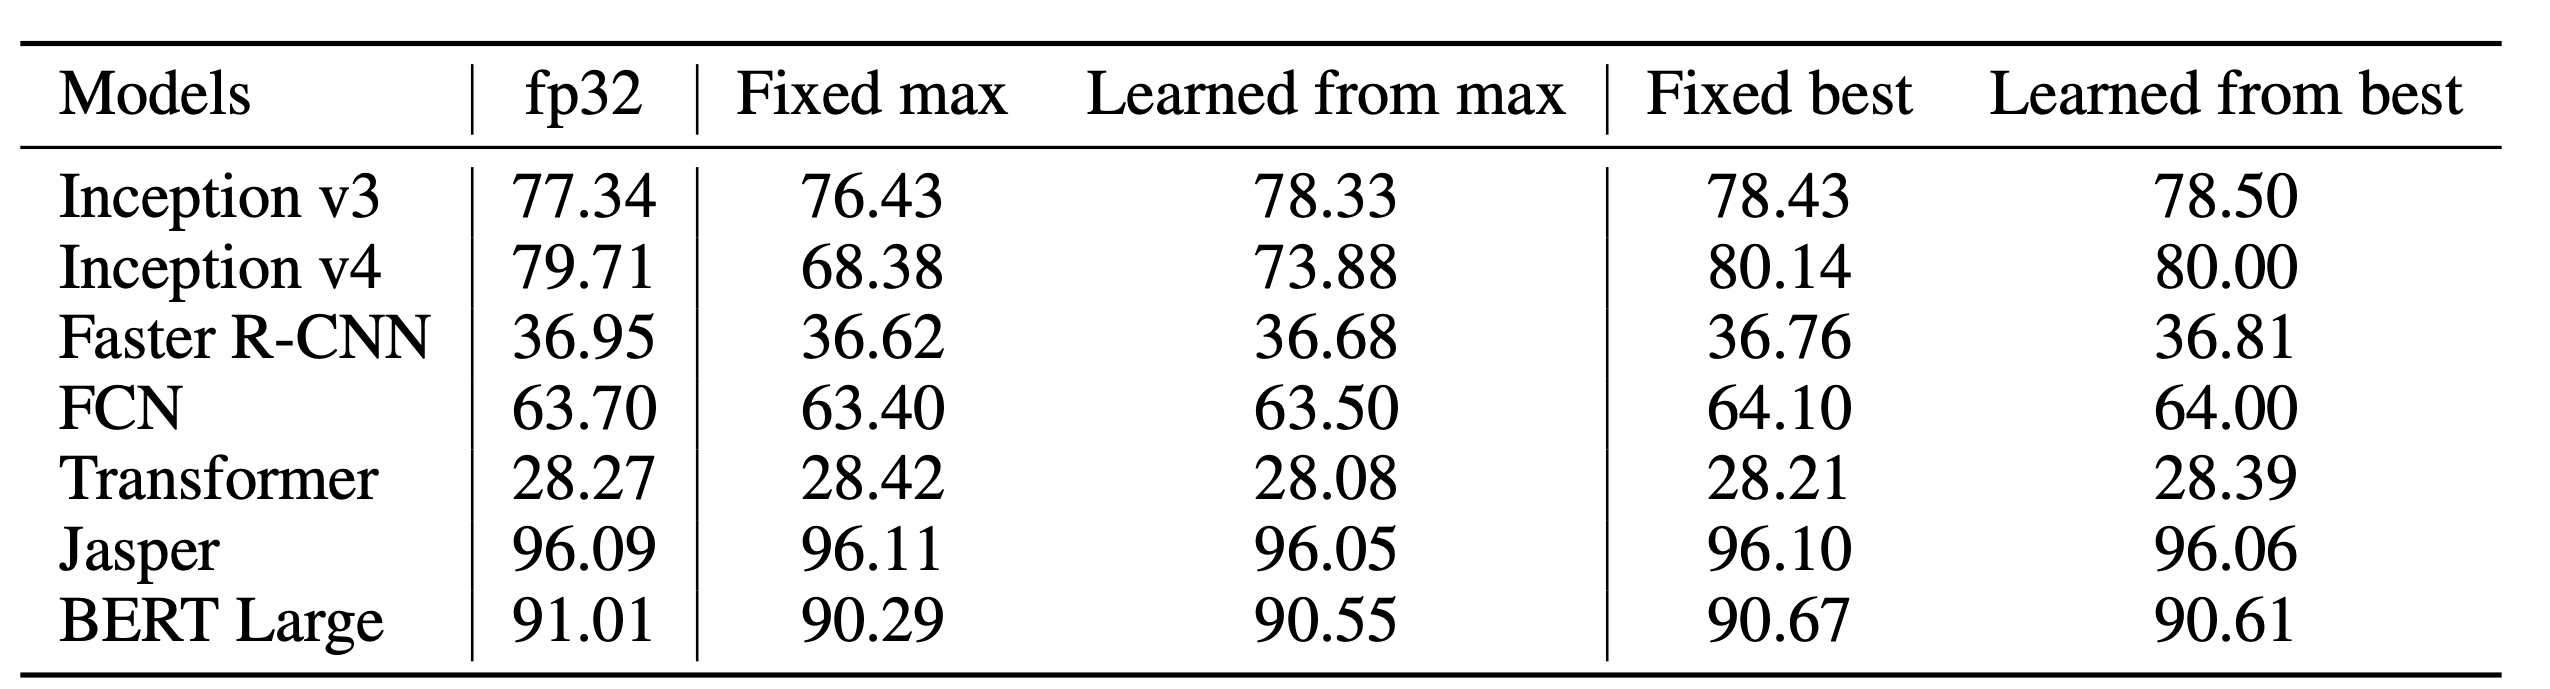 Models fp32 Fixed max Learned from max Fixed best Learned from best
Inception v3 77.34 76.43 78.33 78.43 78.50
Inception v4 79.71 68.38 73.88 80.14 80.00
Faster R-CNN 36.95 36.62 36.68 36.76 36.81
FCN 63.70 63.40 63.50 64.10 64.00
Transformer 28.27 28.42 28.08 28.21 28.39
Jasper 96.09 96.11 96.05 96.10 96.06
BERT Large 91.01 90.29 90.55 90.67 90.61